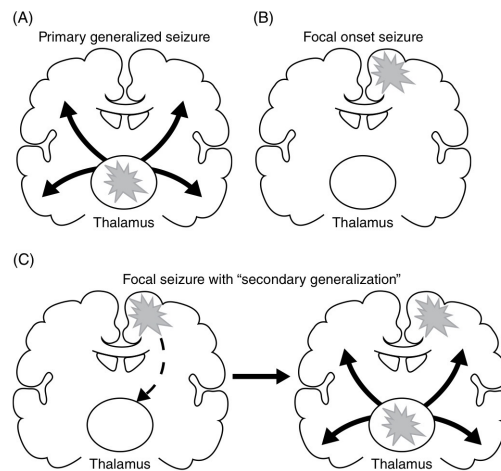 (A)
Primary generalized seizure
Thalamus
(B)
Focal onset seizure
Thalamus
(C)
Focal seizure with “secondary generalization”
Thalamus
Thalamus